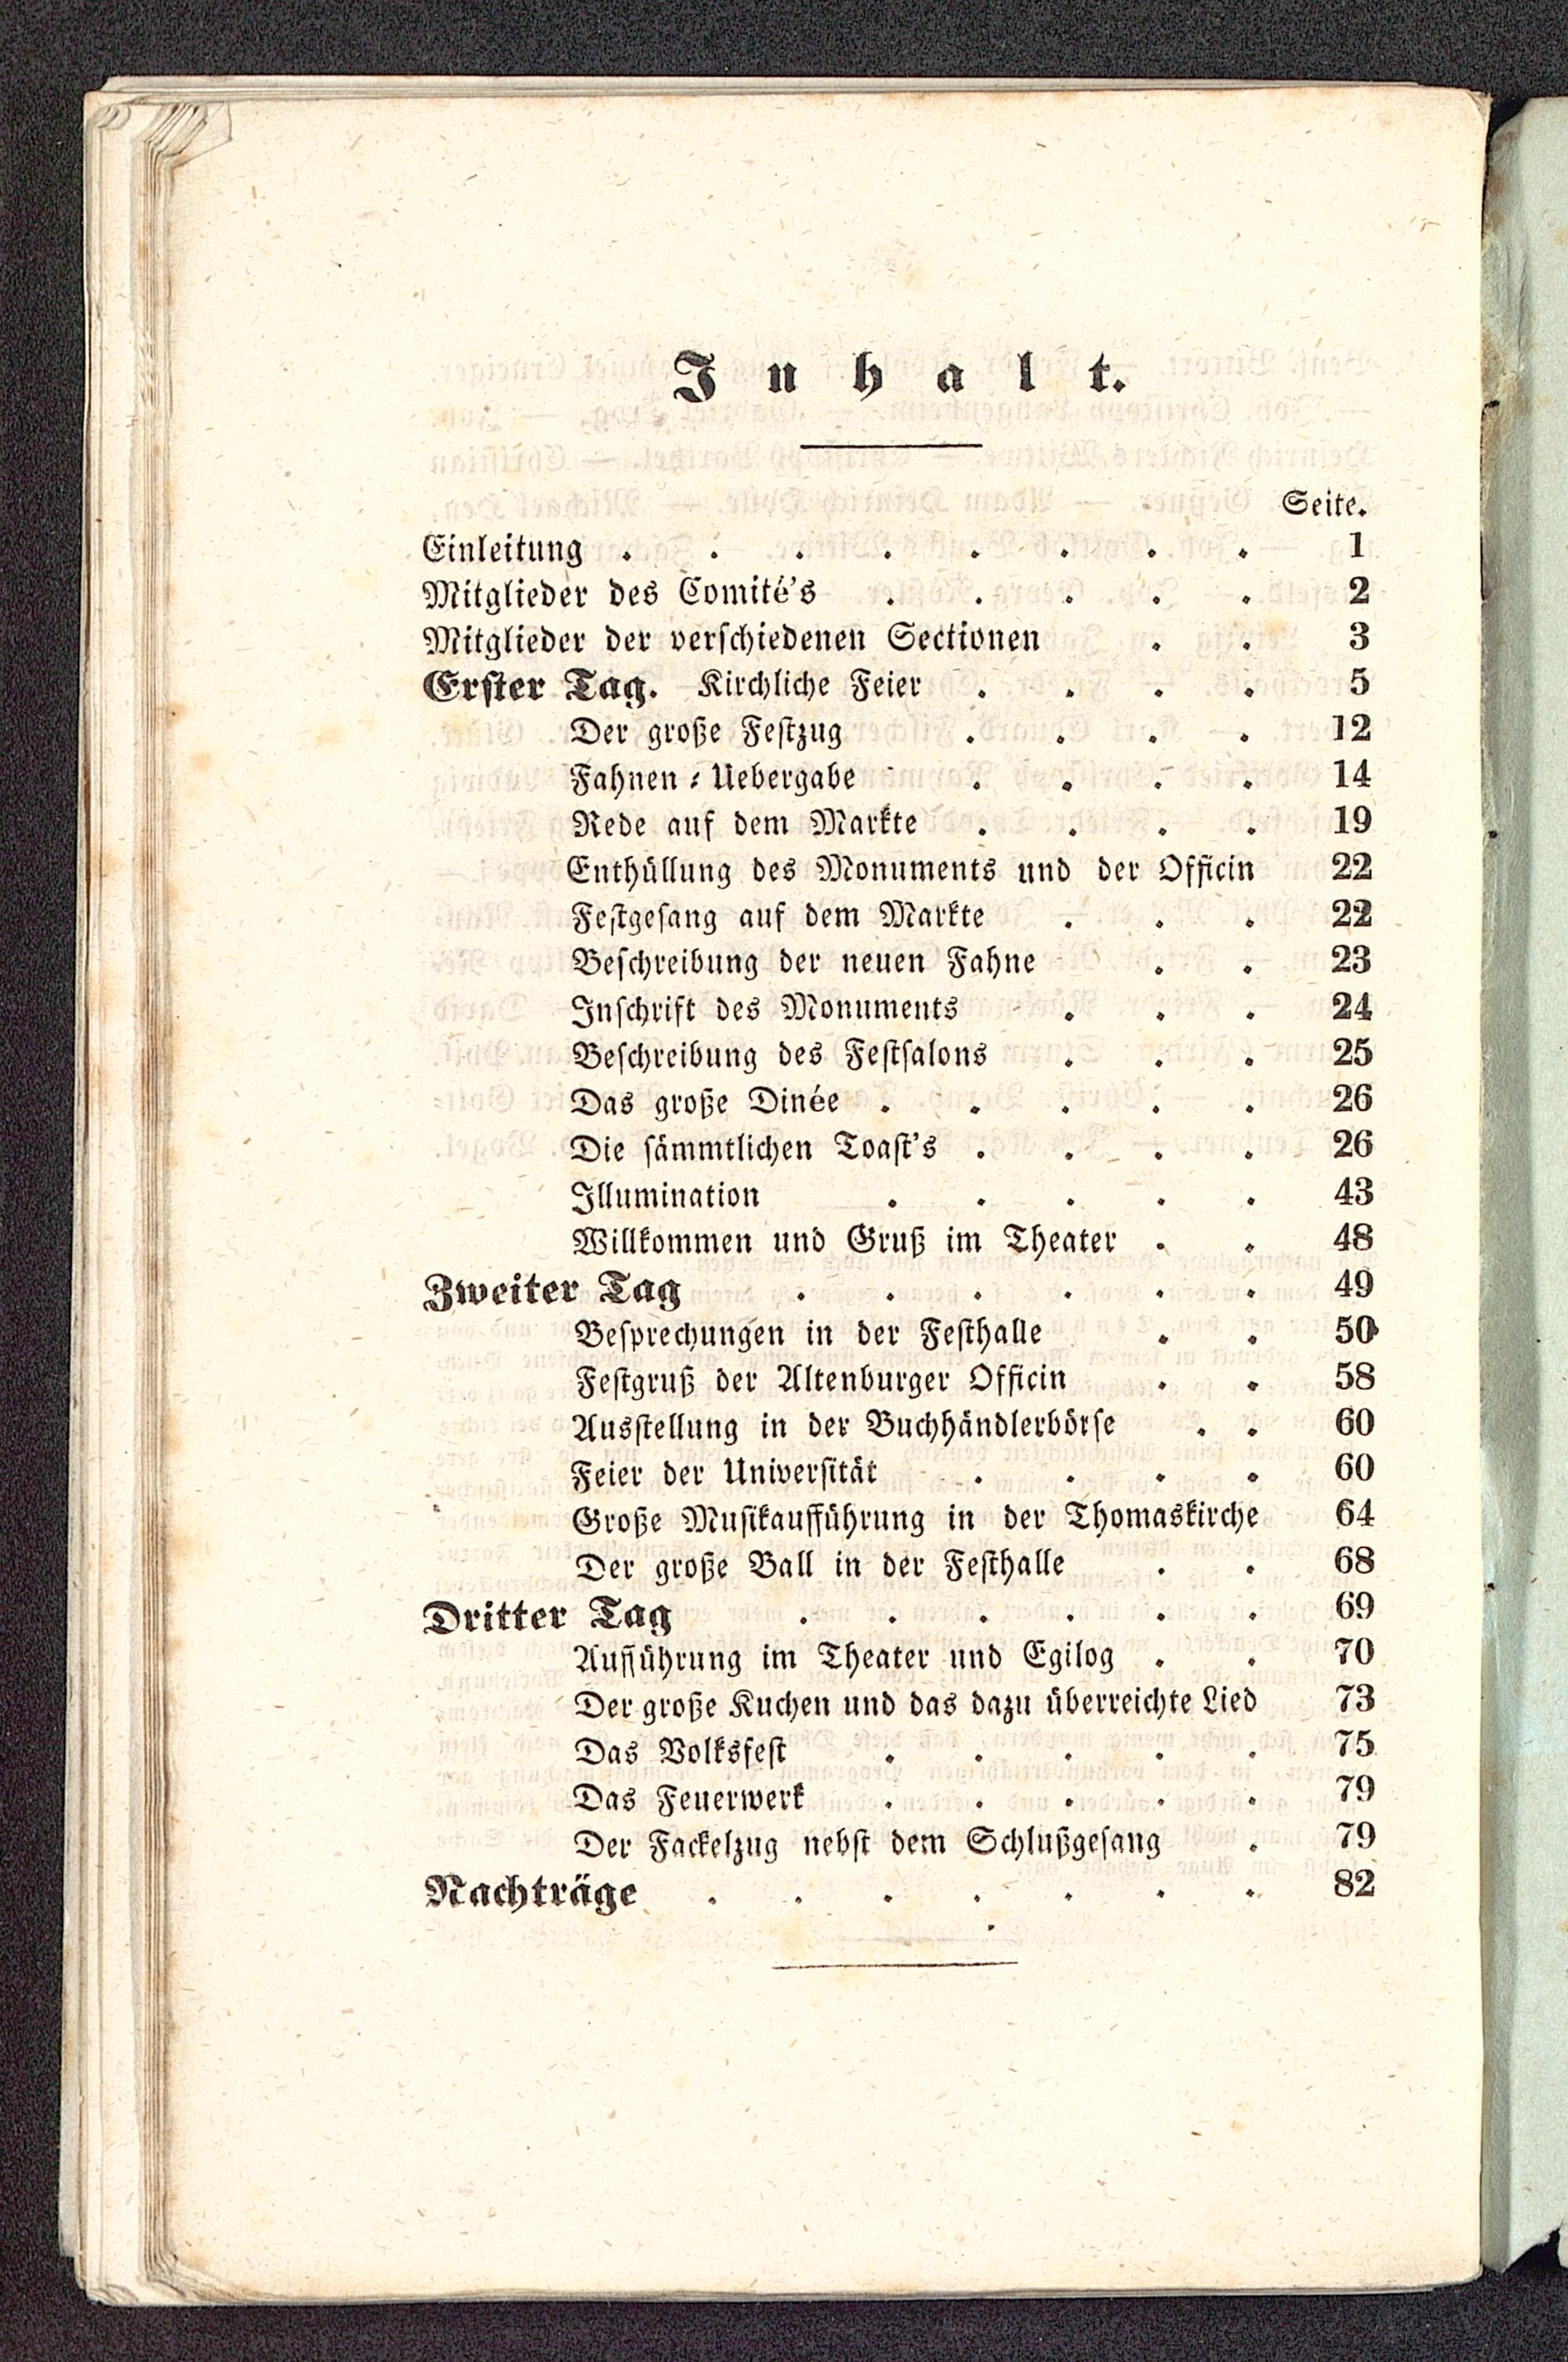 Inhalt.
Seite.
Einleitung . . . . . . . . 1
Mitglieder des Comité's . . . . . 2
Mitglieder der verschiedenen Sectionen . . 3
Erster Tag. Kirchliche Feier . . . . 5
Der große Festzug . . . . 12
Fahnen-Uebergabe . . . . 14
Rede auf dem Markte . . . . 19
Enthüllung des Monuments und der Officin 22
Festgesang auf dem Markte . . . 22
Beschreibung der neuen Fahne . . 23
Inschrift des Monuments . . . 24
Beschreibung des Festsalons . . . 25
Das große Dinée . . . . . 26
Die sämmtlichen Toast's . . . . 26
Illumination . . . . . 43
Willkommen und Gruß im Theater . . 48
Zweiter Tag . . . . . . 49
Besprechungen in der Festhalle . . 50
Festgruß der Altenburger Officin . . 58
Ausstellung in der Buchhändlerbörse . . 60
Feier der Universität . . . . 60
Große Musikaufführung in der Thomaskirche 64
Der große Ball in der Festhalle . . 68
Dritter Tag . . . . . . 69
Aufführung im Theater und Egilog . . 70
Der große Kuchen und das dazu überreichte Lied 73
Das Volksfest . . . . . 75
Das Feuerwerk . . . . . 79
Der Fackelzug nebst dem Schlußgesang . 79
Nachträge . . . . . . . 82